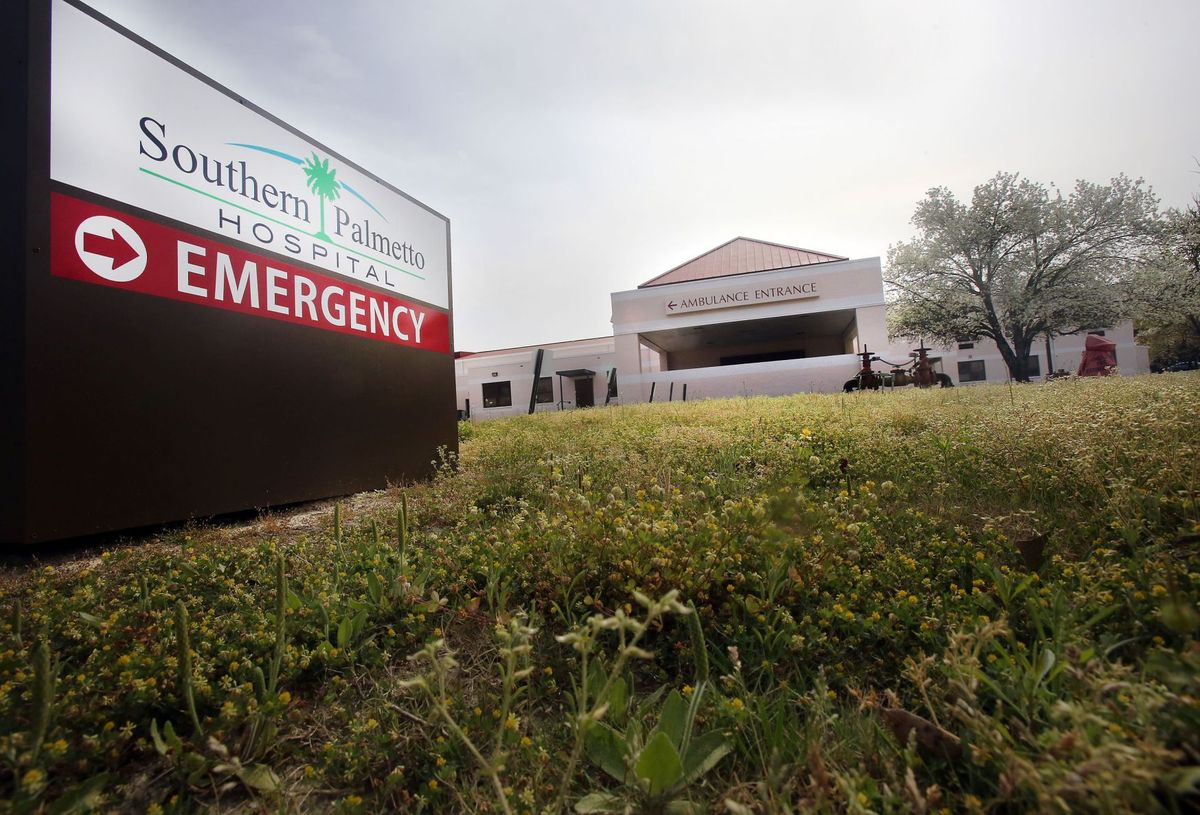 Southern Palmetto
HOSPITAL
EMERGENCY
AMBULANCE ENTRANCE